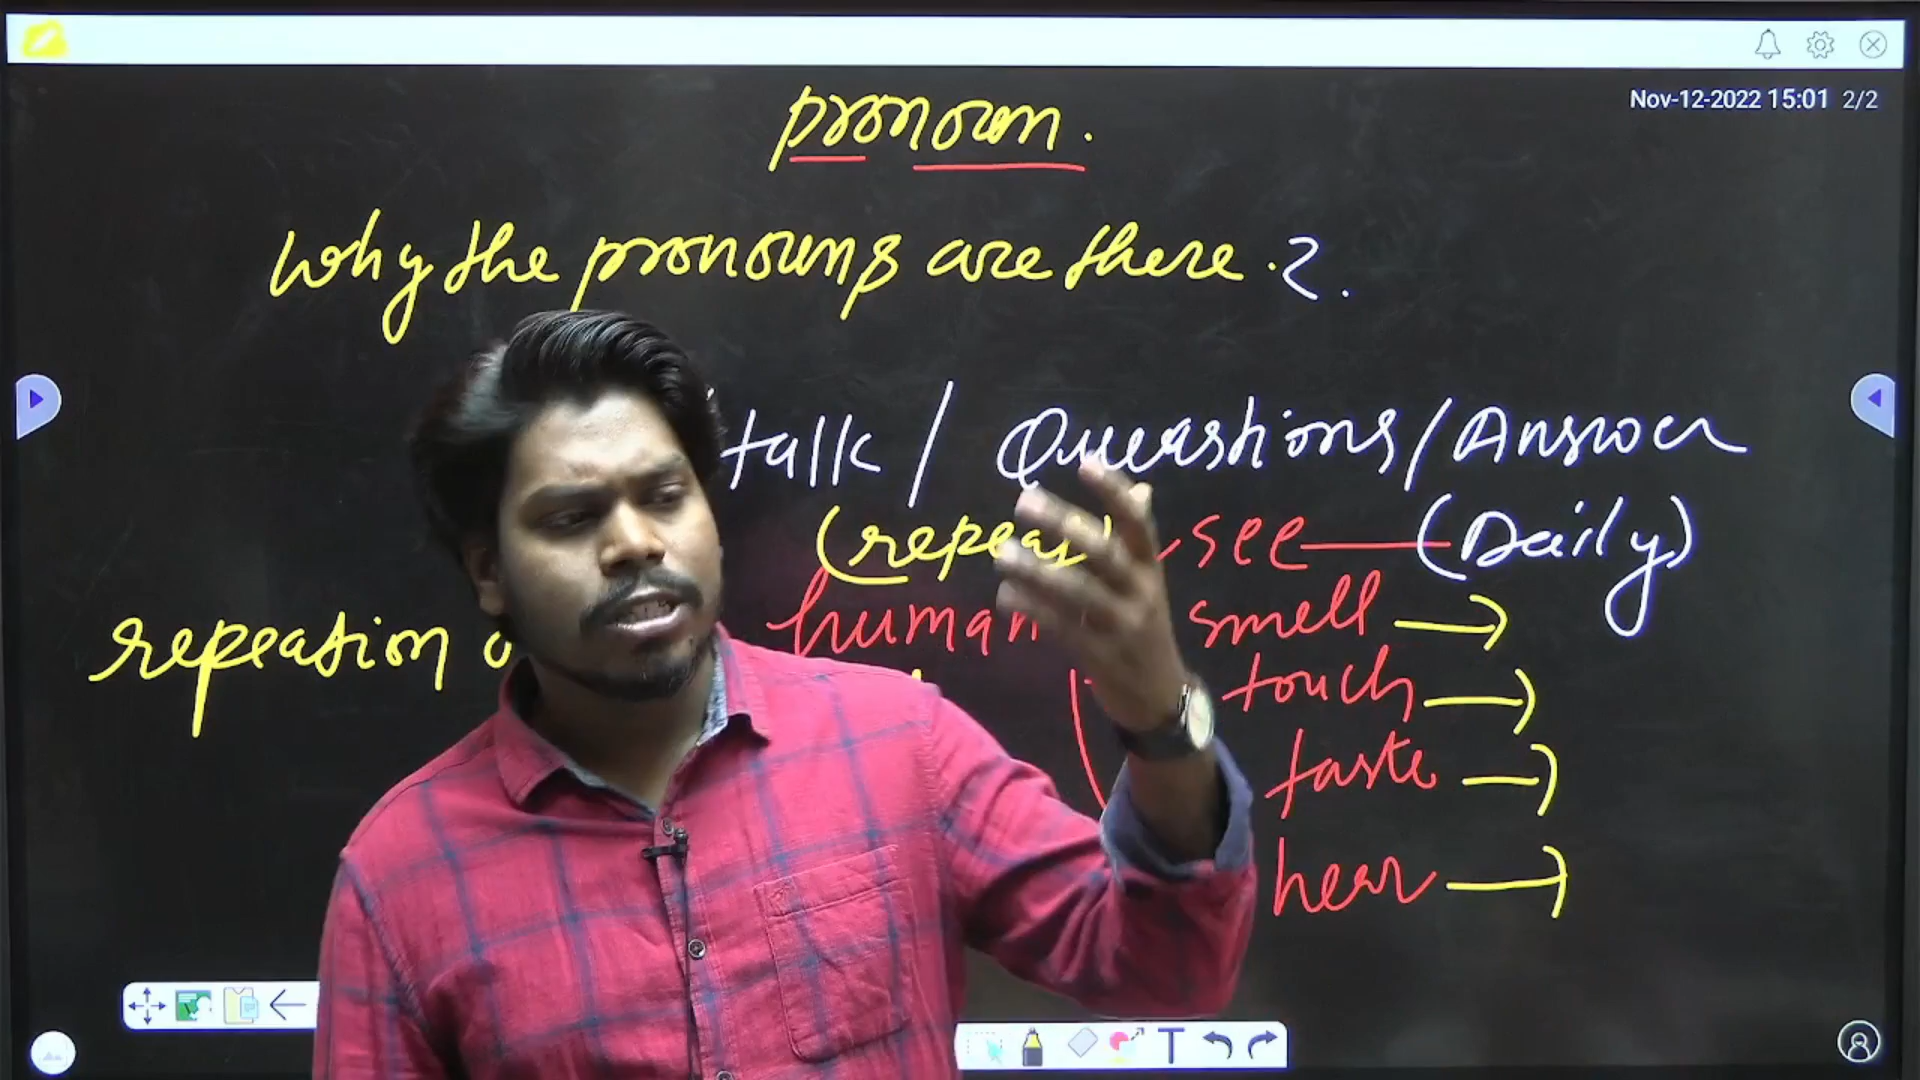 Nov-12-2022 15:01 2/2
pronoun.
Why the pronouns are there.?
talk / Questions / Answer
(repeat) see (Daily)
repeation human smell
touch
taste
hear
T